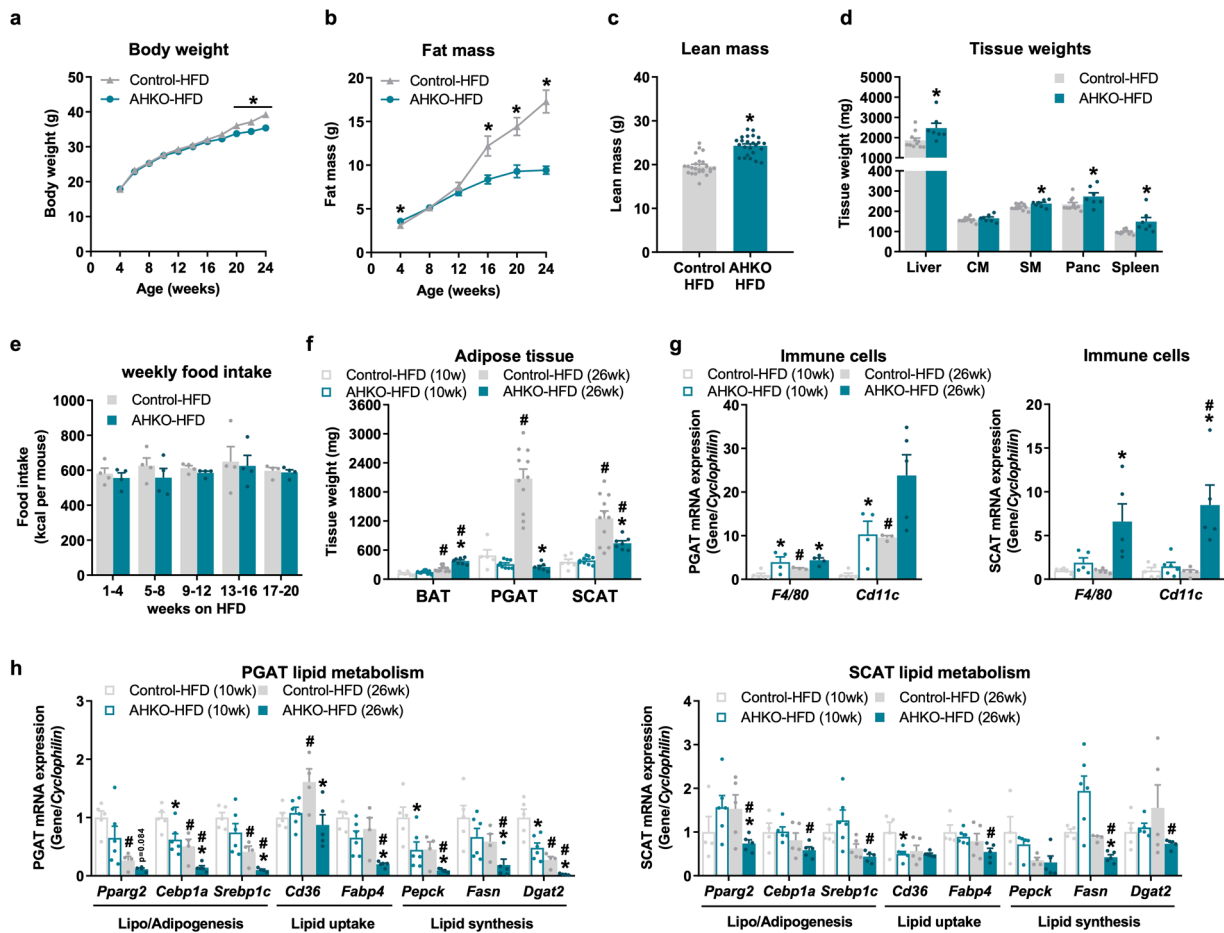 a
Body weight
Control-HFD
AHKO-HFD
*
Body weight (g)
50
40
30
20
10
0
0 4 8 12 16 20 24
Age (weeks)
b
Fat mass
Control-HFD
AHKO-HFD
* * * *
Fat mass (g)
20
15
10
5
0
0 4 8 12 16 20 24
Age (weeks)
c
Lean mass
*
Lean mass (g)
40
30
20
10
0
Control AHKO
HFD HFD
d
Tissue weights
Control-HFD
AHKO-HFD
* * * *
Tissue weight (mg)
5000
4000
3000
2000
1000
400
300
200
100
0
Liver CM SM Panc Spleen
e
weekly food intake
Control-HFD
AHKO-HFD
Food intake
(kcal per mouse)
1000
800
600
400
200
0
1-4 5-8 9-12 13-16 17-20
weeks on HFD
f
Adipose tissue
Control-HFD (10w) Control-HFD (26wk)
AHKO-HFD (10wk) AHKO-HFD (26wk)
Tissue weight (mg)
3600
3000
2400
1800
1200
600
0
# # * # * # # *
BAT PGAT SCAT
g
Immune cells
Control-HFD (10wk) Control-HFD (26wk)
AHKO-HFD (10wk) AHKO-HFD (26wk)
PGAT mRNA expression
(Gene/Cyclophilin)
40
30
20
10
0
* # * * #
F4/80 Cd11c
Immune cells
SCAT mRNA expression
(Gene/Cyclophilin)
20
15
10
5
0
* # *
F4/80 Cd11c
h
PGAT lipid metabolism
Control-HFD (10wk) Control-HFD (26wk)
AHKO-HFD (10wk) AHKO-HFD (26wk)
PGAT mRNA expression
(Gene/Cyclophilin)
3
2
1
0
# p=0.084 * # # * # # * # * # * # * # * * # # *
Pparg2 Cebp1a Srebp1c Cd36 Fabp4 Pepck Fasn Dgat2
Lipo/Adipogenesis Lipid uptake Lipid synthesis
SCAT lipid metabolism
Control-HFD (10wk) Control-HFD (26wk)
AHKO-HFD (10wk) AHKO-HFD (26wk)
SCAT mRNA expression
(Gene/Cyclophilin)
4
3
2
1
0
# * # # * # # * #
Pparg2 Cebp1a Srebp1c Cd36 Fabp4 Pepck Fasn Dgat2
Lipo/Adipogenesis Lipid uptake Lipid synthesis